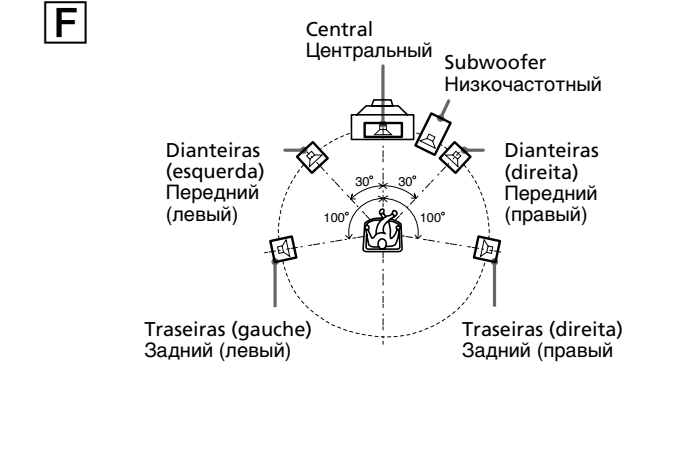 F
Central
Центральный
Subwoofer
Низкочастотный
Dianteiras
(esquerda)
Передний
(левый)
Dianteiras
(direita)
Передний
(правый)
30° 30°
100° 100°
Traseiras (gauche)
Задний (левый)
Traseiras (direita)
Задний (правый